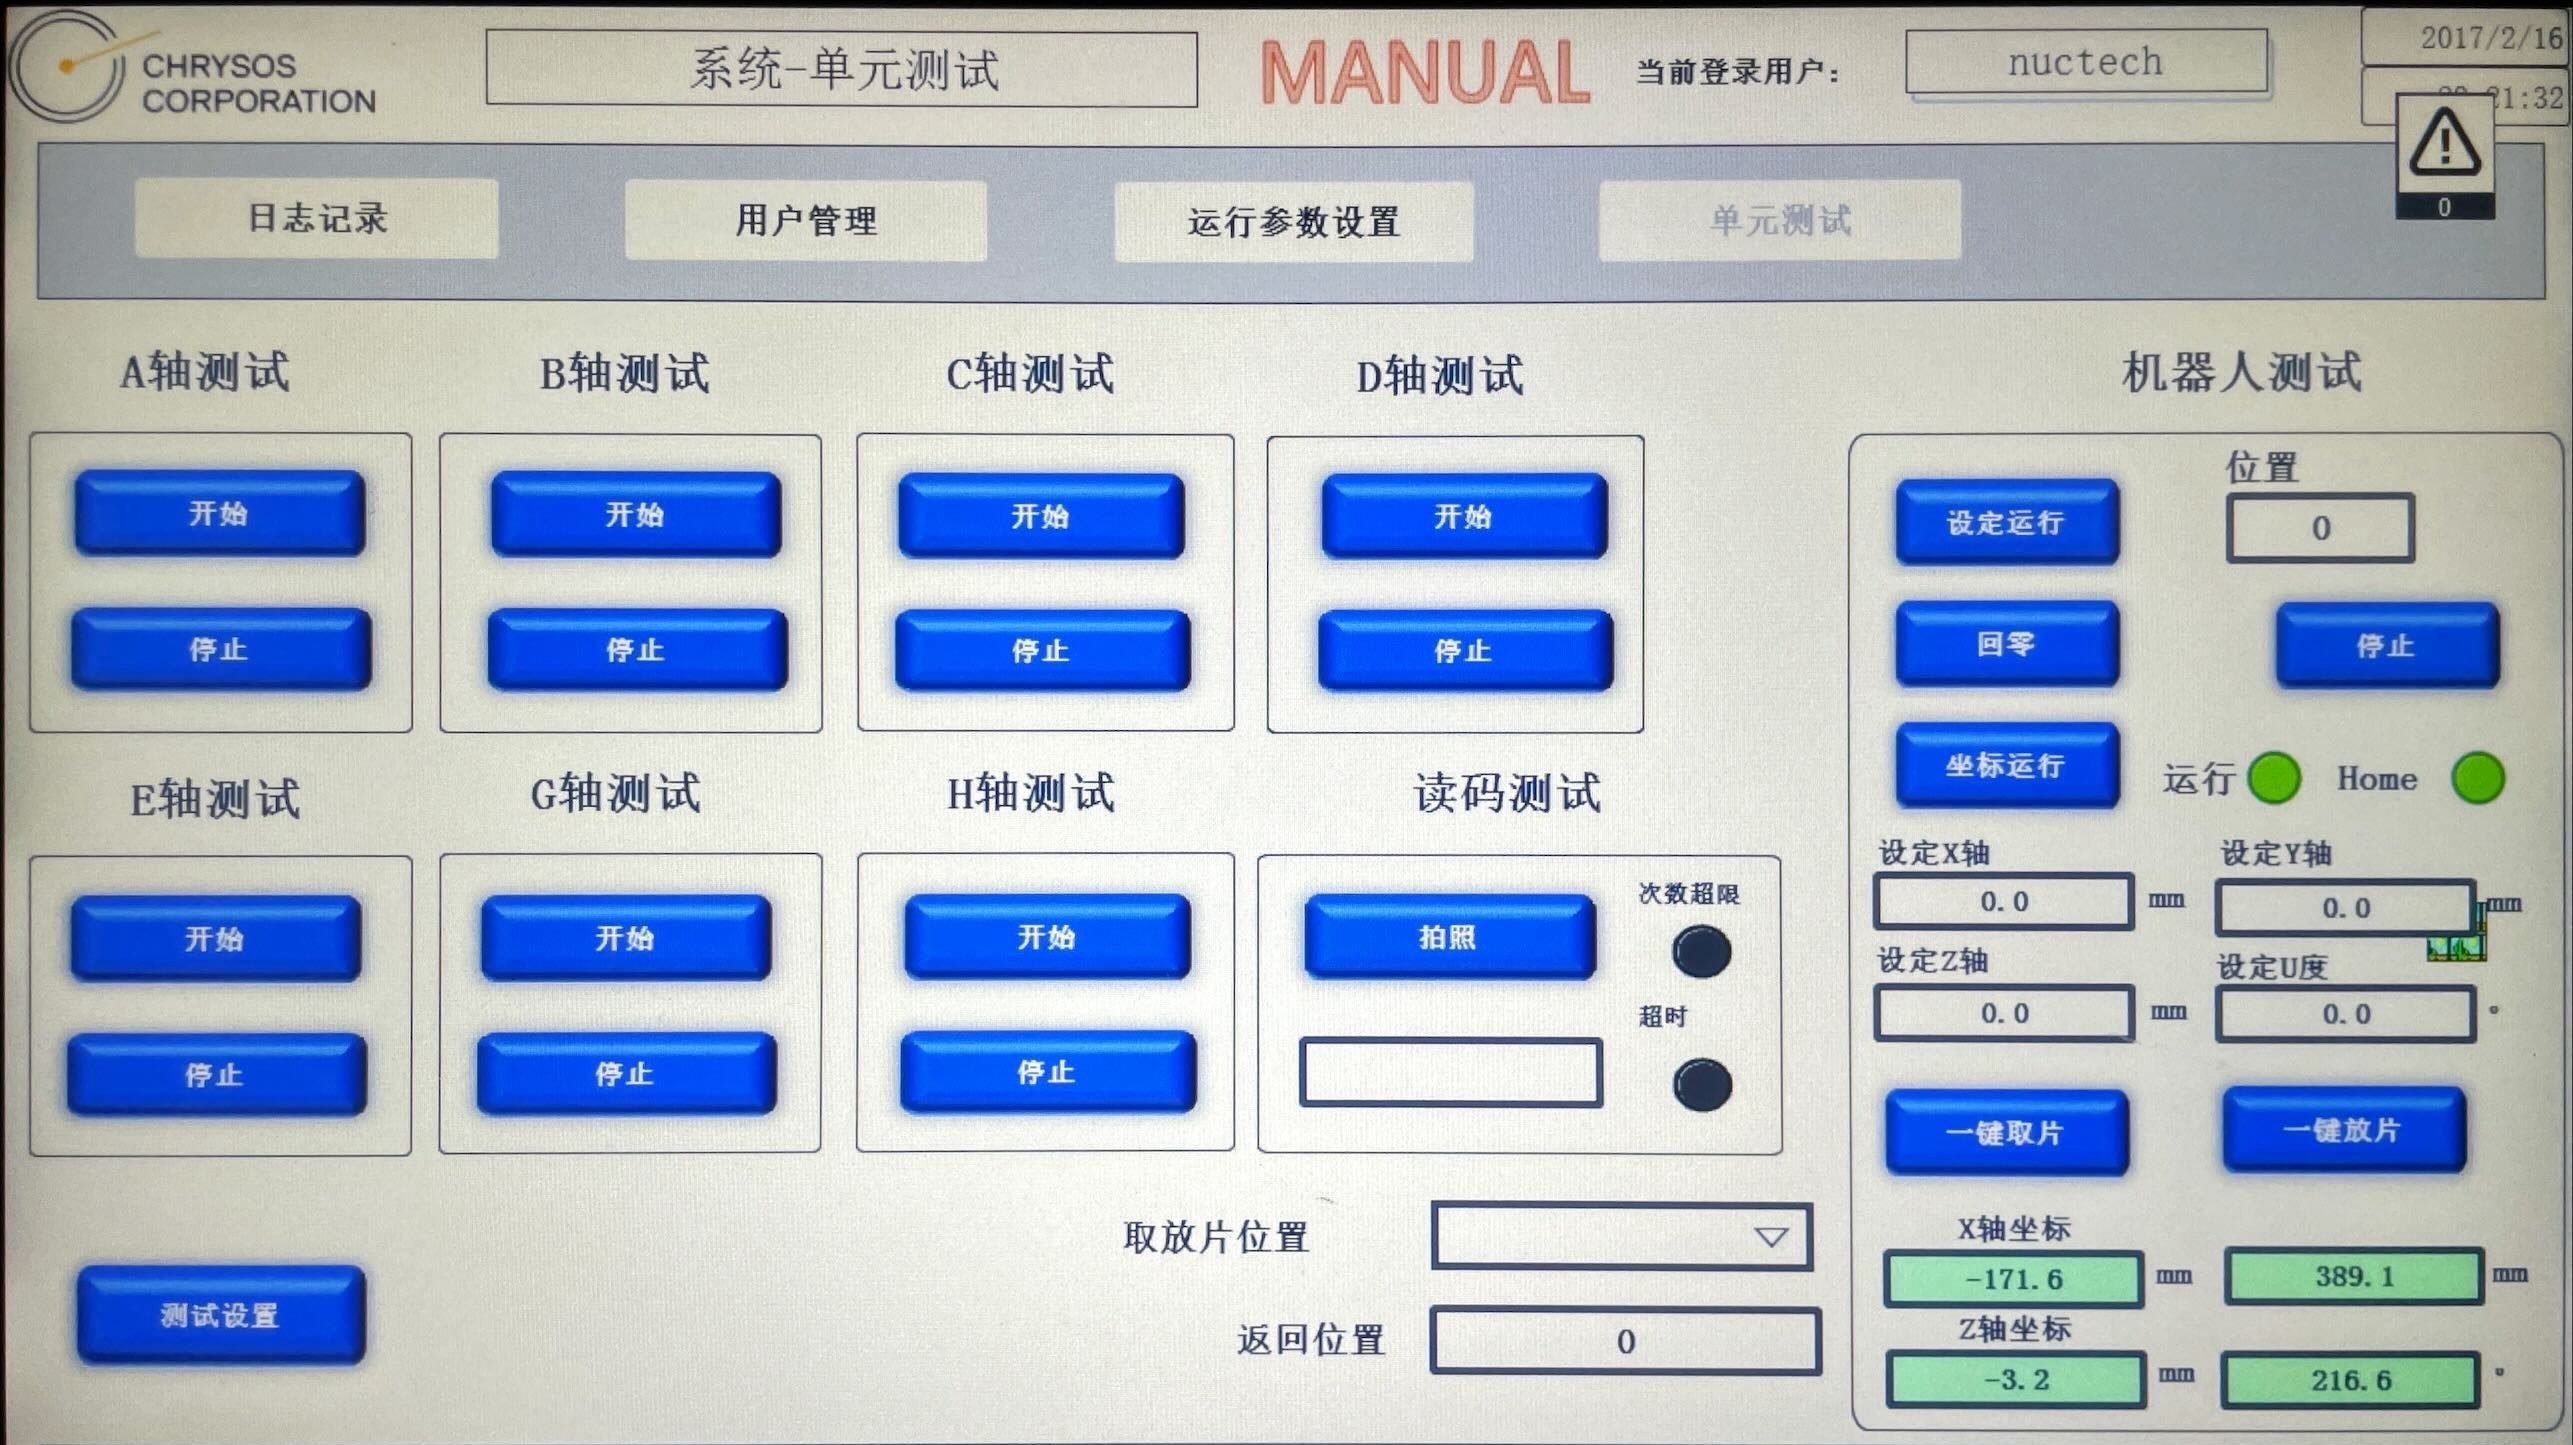 CHRYSOS
CORPORATION
系统-单元测试
MANUAL
当前登录用户:
nuctech
2017/2/16
21:32
0
日志记录
用户管理
运行参数设置
单元测试
A轴测试
B轴测试
C轴测试
D轴测试
机器人测试
开始
开始
开始
开始
设定运行
位置
0
停止
停止
停止
停止
回零
停止
坐标运行
运行
Home
E轴测试
G轴测试
H轴测试
读码测试
开始
开始
开始
拍照
次数超限
超时
停止
停止
停止
设定X轴
设定Y轴
0.0 mm
0.0 mm
设定Z轴
设定U度
0.0 mm
0.0 °
一键取片
一键放片
取放片位置
返回位置
0
测试设置
X轴坐标
-171.6 mm
389.1 mm
Z轴坐标
-3.2 mm
216.6 °